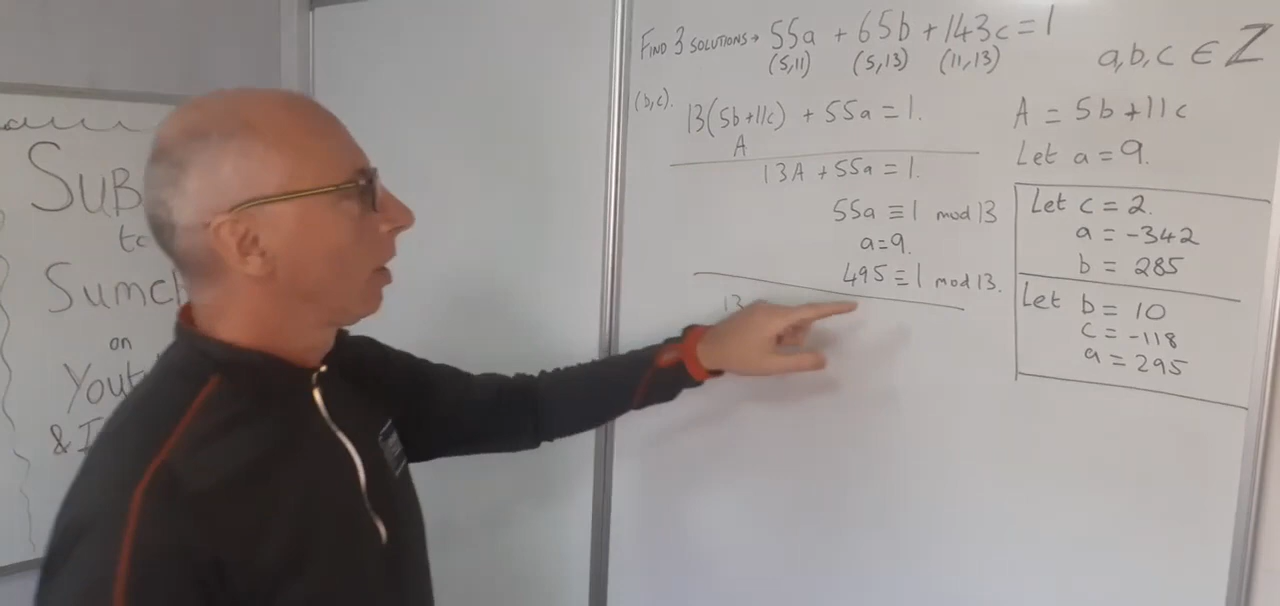 Sub
to
Sumc
on
Yout
& I
FIND 3 SOLUTIONS → 55a + 65b + 143c = 1
(5,11) (5,13) (11,13)
a, b, c ∈ Z
(b,c). 13(5b+11c) + 55a = 1.
A
13A + 55a = 1.
55a ≡ 1 mod 13
a=9.
495 ≡ 1 mod 13.
13
A = 5b + 11c
Let a = 9.
Let c = 2.
a = -342
b = 285
Let b = 10
c = -118
a = 295